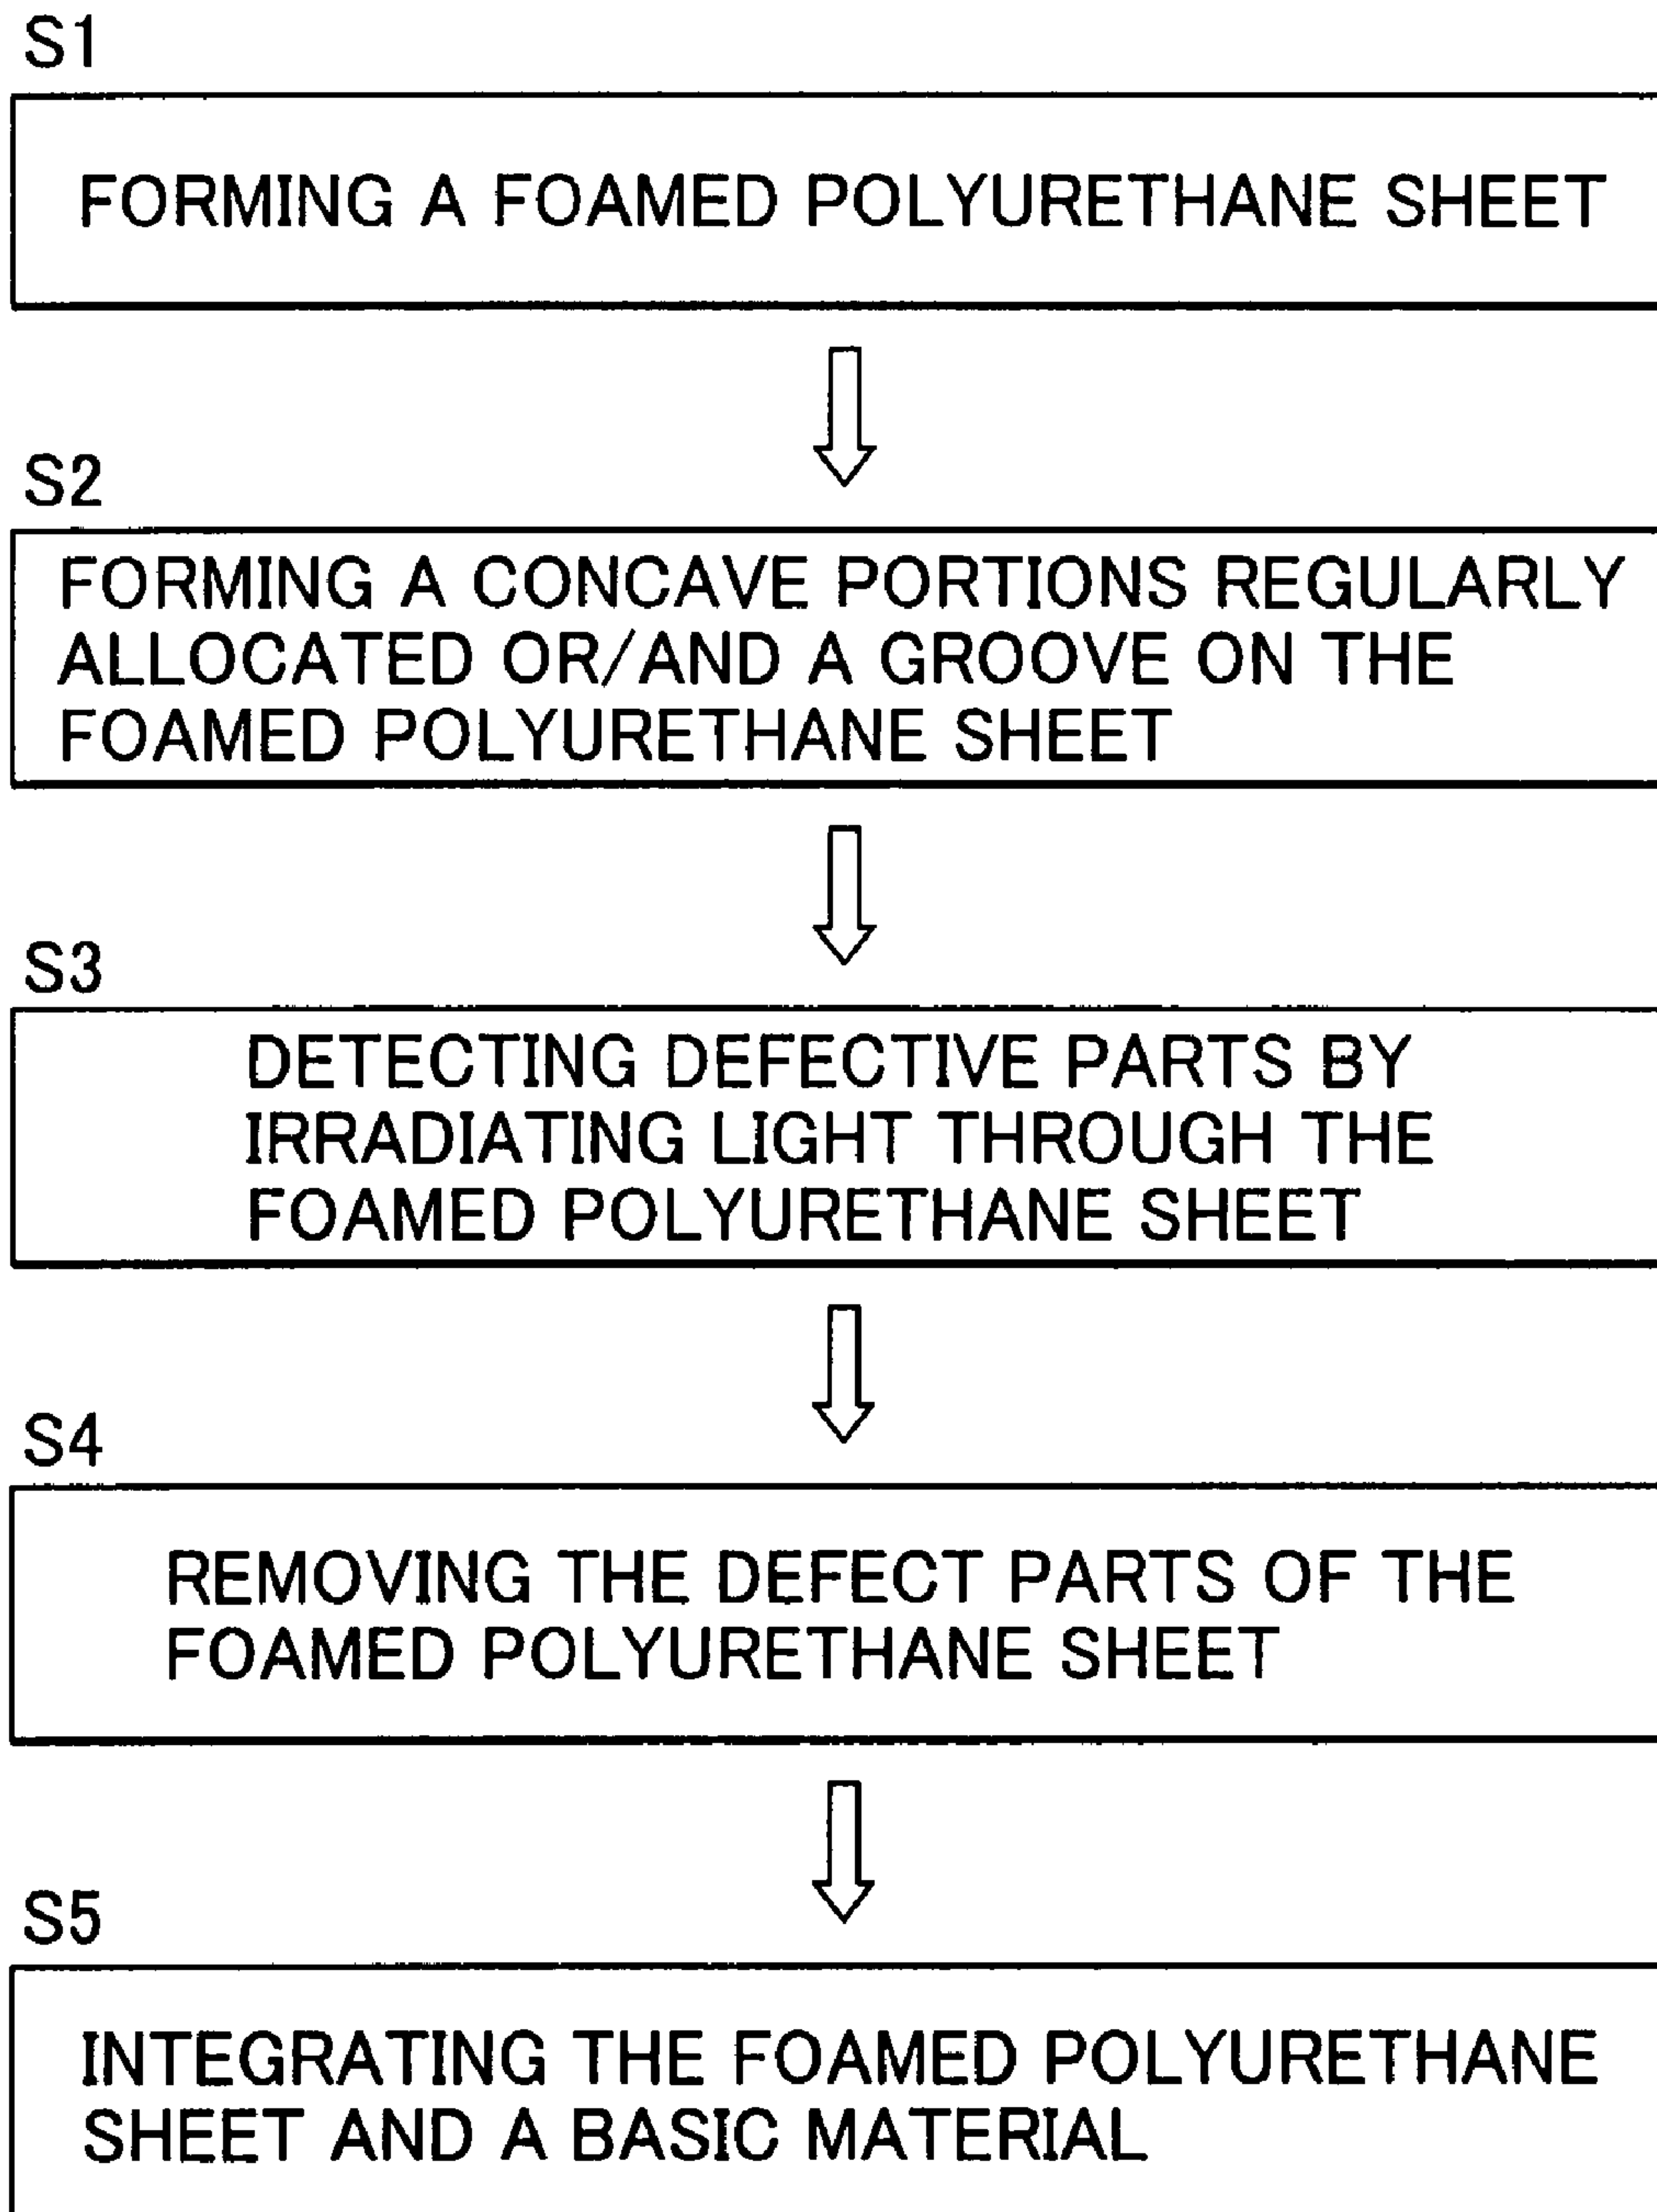 S1
FORMING A FOAMED POLYURETHANE SHEET
S2
FORMING A CONCAVE PORTIONS REGULARLY
ALLOCATED OR/AND A GROOVE ON THE
FOAMED POLYURETHANE SHEET
S3
DETECTING DEFECTIVE PARTS BY
IRRADIATING LIGHT THROUGH THE
FOAMED POLYURETHANE SHEET
S4
REMOVING THE DEFECT PARTS OF THE
FOAMED POLYURETHANE SHEET
S5
INTEGRATING THE FOAMED POLYURETHANE
SHEET AND A BASIC MATERIAL